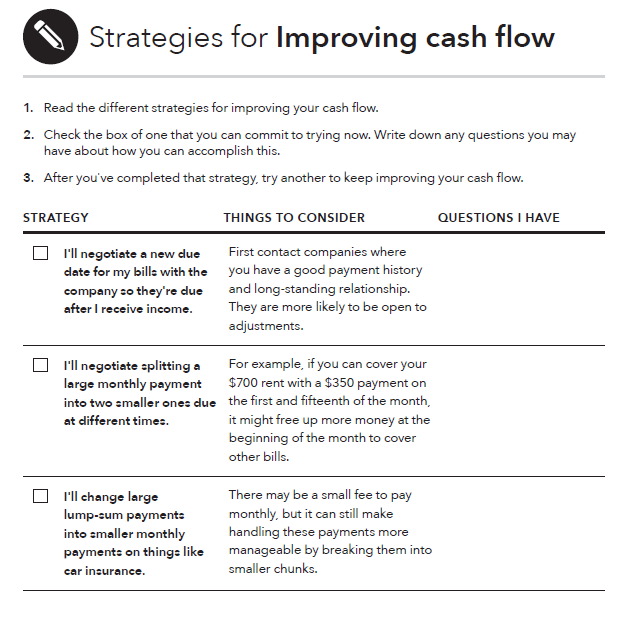 Strategies for Improving cash flow
1. Read the different strategies for improving your cash flow.
2. Check the box of one that you can commit to trying now. Write down any questions you may
have about how you can accomplish this.
3. After you've completed that strategy, try another to keep improving your cash flow.
STRATEGY THINGS TO CONSIDER QUESTIONS I HAVE
I'll negotiate a new due
date for my bills with the
company so they're due
after I receive income.
First contact companies where
you have a good payment history
and long-standing relationship.
They are more likely to be open to
adjustments.
I'll negotiate splitting a
large monthly payment
into two smaller ones due
at different times.
For example, if you can cover your
$700 rent with a $350 payment on
the first and fifteenth of the month,
it might free up more money at the
beginning of the month to cover
other bills.
I'll change large
lump-sum payments
into smaller monthly
payments on things like
car insurance.
There may be a small fee to pay
monthly, but it can still make
handling these payments more
manageable by breaking them into
smaller chunks.